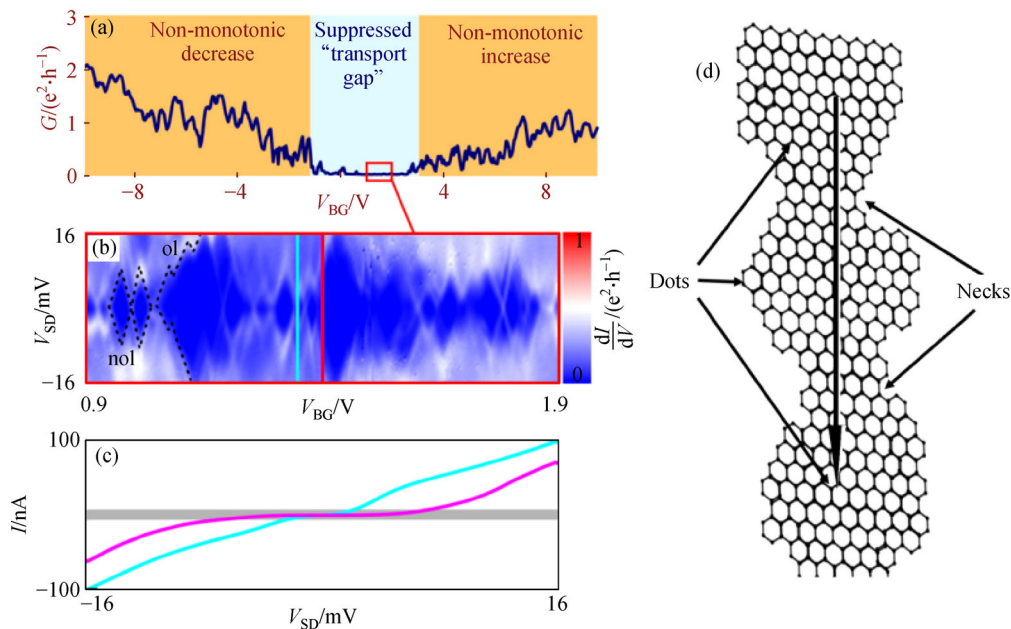 (a)
Non-monotonic
decrease
Suppressed
“transport
gap”
Non-monotonic
increase
G/(e²·h⁻¹)
3
2
1
0
−8
−4
4
8
V_BG/V
(b)
ol
nol
16
V_SD/mV
−16
0.9
V_BG/V
1.9
1
0
dI/dV/(e²·h⁻¹)
(c)
100
I/nA
−100
−16
V_SD/mV
16
(d)
Dots
Necks